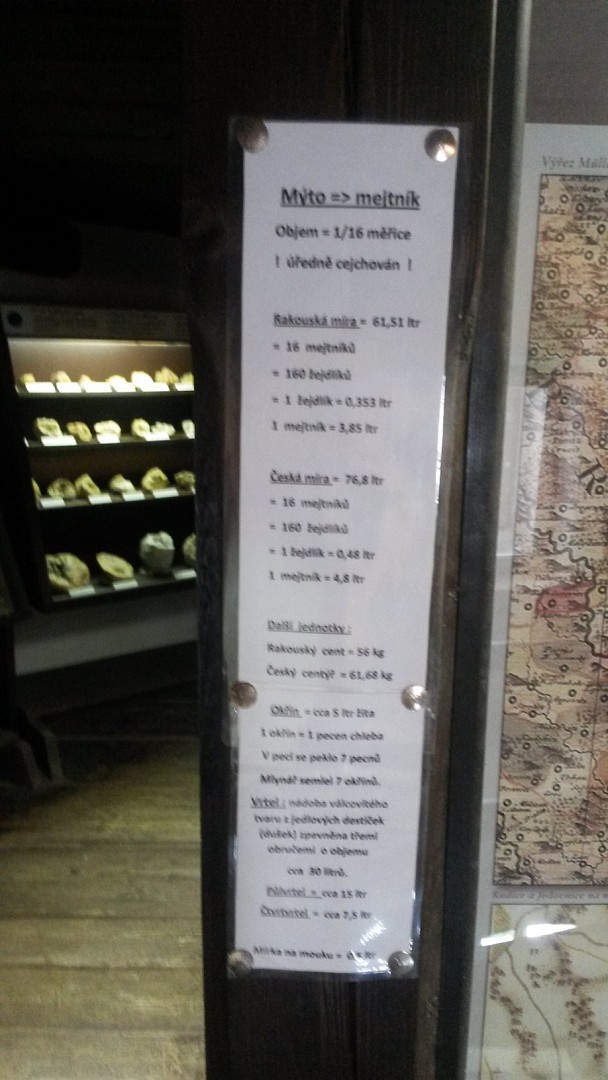 Mýto => mejtník
Objem = 1/16 měřice
! úředně cejchován !
Rakouská míra = 61,51 ltr
= 16 mejtníků
= 160 žejdlíků
= 1 žejdlík = 0,353 ltr
1 mejtník = 3,85 ltr
Česká míra = 76,8 ltr
= 16 mejtníků
= 160 žejdlíků
= 1 žejdlík = 0,48 ltr
1 mejtník = 4,8 ltr
Další jednotky :
Rakouský cent = 56 kg
Český centýř = 61,68 kg
Okřín = cca 5 ltr žita
1 okřín = 1 pecen chleba
V peci se peklo 7 pecnů
Mlynář semlel 7 okřínů.
Vrtel : nádoba válcovitého
tvaru z jedlových destiček
(dužek) zpevněna třemi
obručemi o objemu
cca 30 litrů.
Půlvrtel = cca 15 ltr
Čtvrtvrtel = cca 7,5 ltr
Mírka na mouku =
Výřez